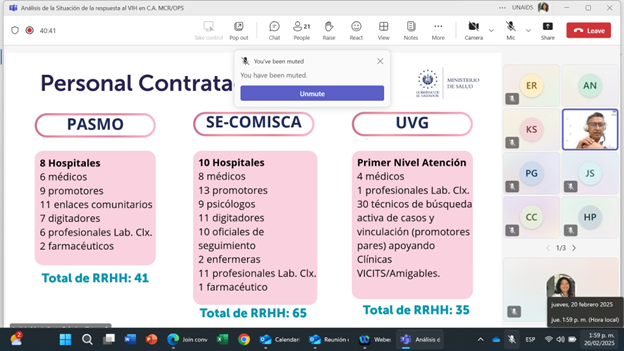 Análisis de la Situación de la respuesta al VIH en C.A. MCR/OPS
UNAIDS
40:41
Take control
Pop out
Chat
21
People
Raise
React
View
Notes
More
Camera
Mic
Share
Leave
You've been muted
You have been muted.
Unmute
Personal Contrata
GOBIERNO DE
EL SALVADOR
MINISTERIO
DE SALUD
PASMO
8 Hospitales
6 médicos
9 promotores
11 enlaces comunitarios
7 digitadores
6 profesionales Lab. Clx.
2 farmacéuticos
Total de RRHH: 41
SE-COMISCA
10 Hospitales
8 médicos
13 promotores
9 psicólogos
11 digitadores
10 oficiales de
seguimiento
2 enfermeras
11 profesionales Lab. Clx.
1 farmacéutico
Total de RRHH: 65
UVG
Primer Nivel Atención
4 médicos
1 profesionales Lab. Clx.
30 técnicos de búsqueda
activa de casos y
vinculación (promotores
pares) apoyando
Clínicas
VICITS/Amigables.
Total de RRHH: 35
ER
AN
KS
PG
JS
CC
HP
1/3
jueves, 20 febrero 2025
jue. 1:59 p. m. (Hora local)
2
Join conv
Calendar
Reunión
Webex
Análisis d
ESP
1:59 p. m.
20/02/2025